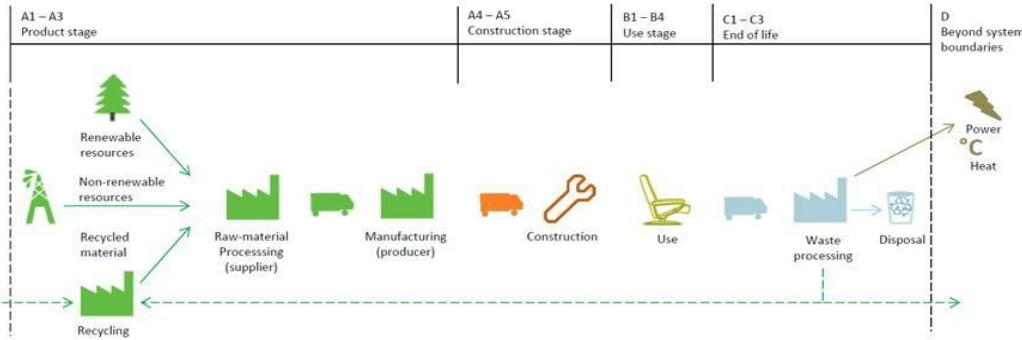 A1 – A3
Product stage
A4 – A5
Construction stage
B1 – B4
Use stage
C1 – C3
End of life
D
Beyond system
boundaries
Renewable
resources
Non-renewable
resources
Recycled
material
Recycling
Raw-material
Processsing
(supplier)
Manufacturing
(producer)
Construction
Use
Waste
processing
Disposal
Power
°C
Heat